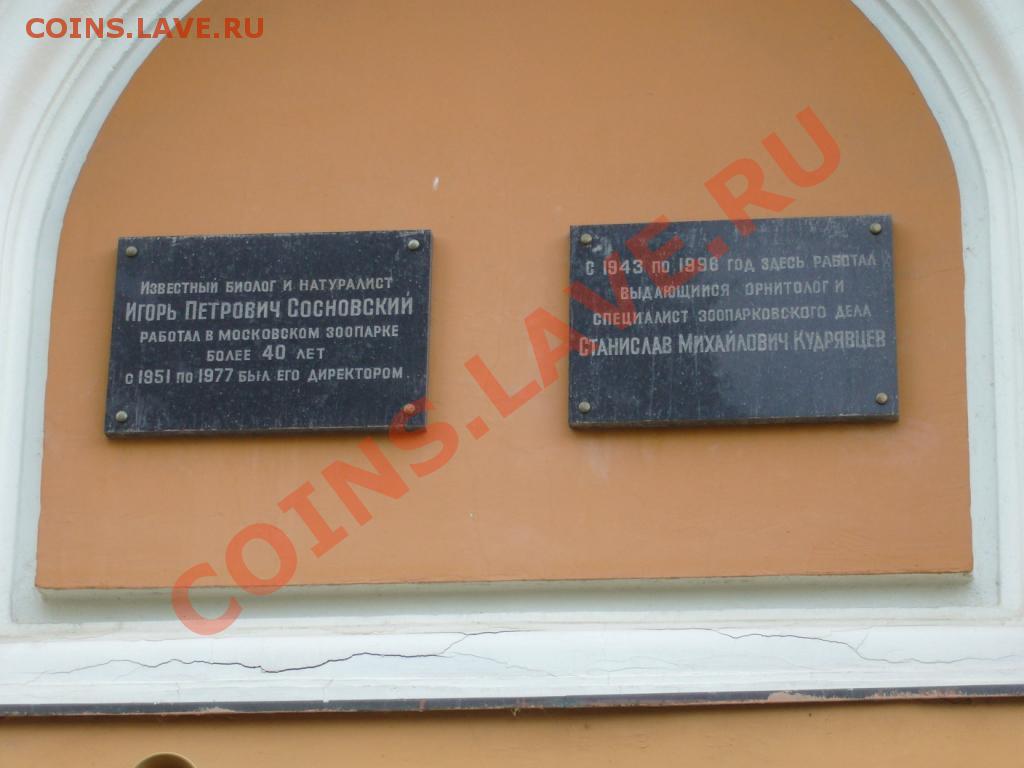 COINS.LAVE.RU
Известный биолог и натуралист
Игорь Петрович Сосновский
работал в Московском зоопарке
более 40 лет
с 1951 по 1977 был его директором
С 1943 по 1996 год здесь работал
выдающийся орнитолог и
специалист зоопарковского дела
Станислав Михайлович Кудрявцев
COINS.LAVE.RU